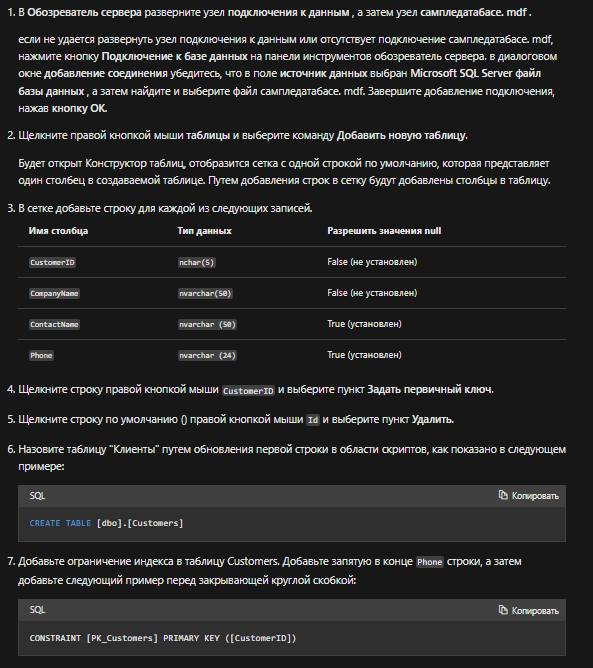 1. В Обозреватель сервера разверните узел подключения к данным , а затем узел сампледатабасе. mdf .
если не удается развернуть узел подключения к данным или отсутствует подключение сампледатабасе. mdf,
нажмите кнопку Подключение к базе данных на панели инструментов обозреватель сервера. в диалоговом
окне добавление соединения убедитесь, что в поле источник данных выбран Microsoft SQL Server файл
базы данных , а затем найдите и выберите файл сампледатабасе. mdf. Завершите добавление подключения,
нажав кнопку ОК.
2. Щелкните правой кнопкой мыши таблицы и выберите команду Добавить новую таблицу.
Будет открыт Конструктор таблиц, отобразится сетка с одной строкой по умолчанию, которая представляет
один столбец в создаваемой таблице. Путем добавления строк в сетку будут добавлены столбцы в таблицу.
3. В сетке добавьте строку для каждой из следующих записей.
Имя столбца Тип данных Разрешить значения null
CustomerID nchar(5) False (не установлен)
CompanyName nvarchar(50) False (не установлен)
ContactName nvarchar (50) True (установлен)
Phone nvarchar (24) True (установлен)
4. Щелкните строку правой кнопкой мыши CustomerID и выберите пункт Задать первичный ключ.
5. Щелкните строку по умолчанию () правой кнопкой мыши Id и выберите пункт Удалить.
6. Назовите таблицу "Клиенты" путем обновления первой строки в области скриптов, как показано в следующем
примере:
SQL Копировать
CREATE TABLE [dbo].[Customers]
7. Добавьте ограничение индекса в таблицу Customers. Добавьте запятую в конце Phone строки, а затем
добавьте следующий пример перед закрывающей круглой скобкой:
SQL Копировать
CONSTRAINT [PK_Customers] PRIMARY KEY ([CustomerID])